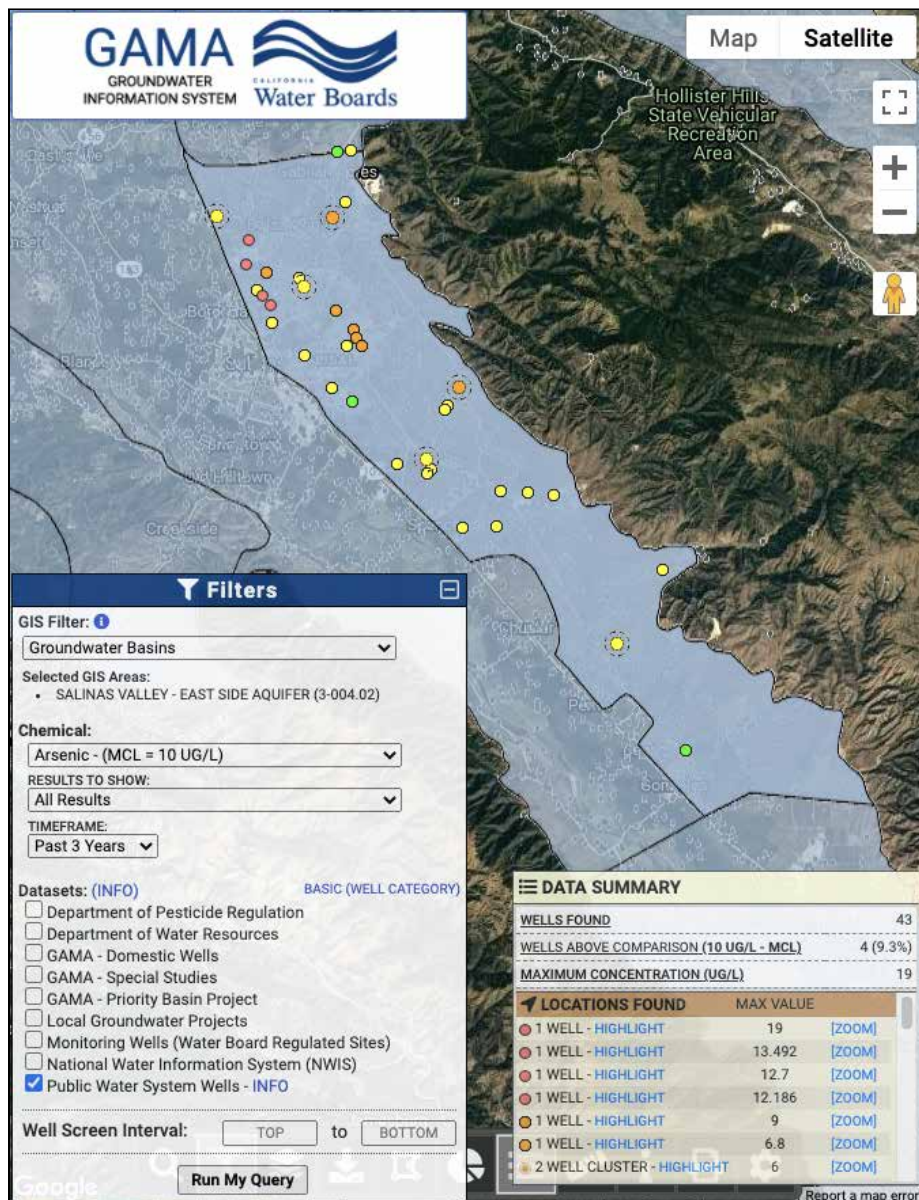 GAMA
GROUNDWATER
INFORMATION SYSTEM
CALIFORNIA
Water Boards
Map
Satellite
Hollister Hills
State Vehicular
Recreation
Area
es
183
Filters
GIS Filter:
Groundwater Basins
Selected GIS Areas:
• SALINAS VALLEY - EAST SIDE AQUIFER (3-004.02)
Chemical:
Arsenic - (MCL = 10 UG/L)
RESULTS TO SHOW:
All Results
TIMEFRAME:
Past 3 Years
Datasets: (INFO) BASIC (WELL CATEGORY)
Department of Pesticide Regulation
Department of Water Resources
GAMA - Domestic Wells
GAMA - Special Studies
GAMA - Priority Basin Project
Local Groundwater Projects
Monitoring Wells (Water Board Regulated Sites)
National Water Information System (NWIS)
Public Water System Wells - INFO
Well Screen Interval: TOP to BOTTOM
Run My Query
Google
DATA SUMMARY
WELLS FOUND 43
WELLS ABOVE COMPARISON (10 UG/L - MCL) 4 (9.3%)
MAXIMUM CONCENTRATION (UG/L) 19
LOCATIONS FOUND MAX VALUE
1 WELL - HIGHLIGHT 19 [ZOOM]
1 WELL - HIGHLIGHT 13.492 [ZOOM]
1 WELL - HIGHLIGHT 12.7 [ZOOM]
1 WELL - HIGHLIGHT 12.186 [ZOOM]
1 WELL - HIGHLIGHT 9 [ZOOM]
1 WELL - HIGHLIGHT 6.8 [ZOOM]
2 WELL CLUSTER - HIGHLIGHT 6 [ZOOM]
Report a map error